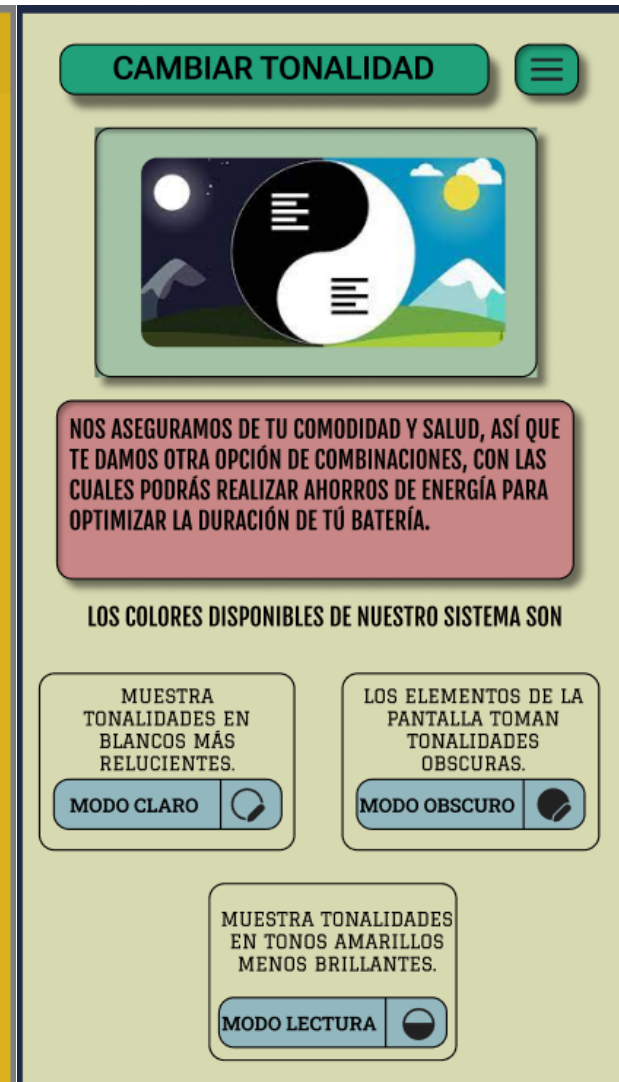 CAMBIAR TONALIDAD
NOS ASEGURAMOS DE TU COMODIDAD Y SALUD, ASÍ QUE
TE DAMOS OTRA OPCIÓN DE COMBINACIONES, CON LAS
CUALES PODRÁS REALIZAR AHORROS DE ENERGÍA PARA
OPTIMIZAR LA DURACIÓN DE TÚ BATERÍA.
LOS COLORES DISPONIBLES DE NUESTRO SISTEMA SON
MUESTRA
TONALIDADES EN
BLANCOS MÁS
RELUCIENTES.
MODO CLARO
LOS ELEMENTOS DE LA
PANTALLA TOMAN
TONALIDADES
OBSCURAS.
MODO OBSCURO
MUESTRA TONALIDADES
EN TONOS AMARILLOS
MENOS BRILLANTES.
MODO LECTURA